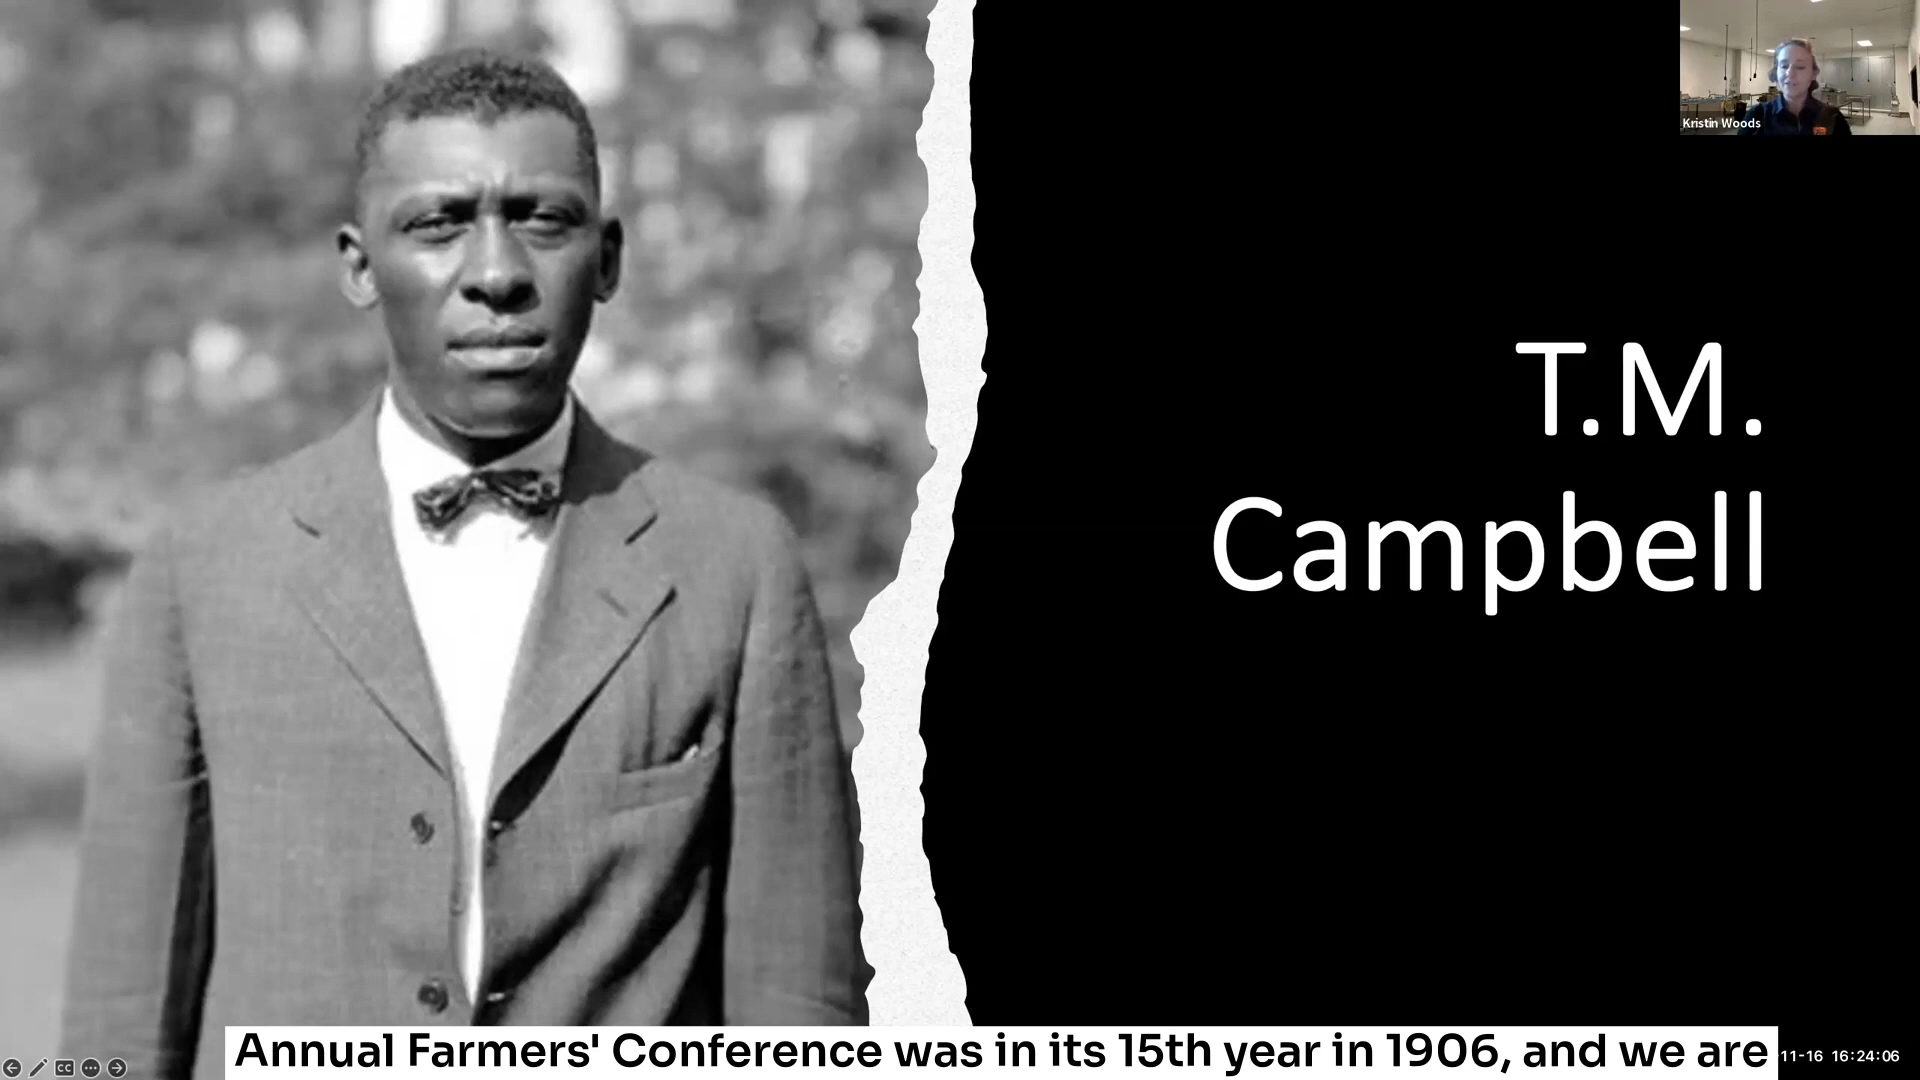 Kristin Woods
T.M.
Campbell
Annual Farmers' Conference was in its 15th year in 1906, and we are
11-16 16:24:06
CC